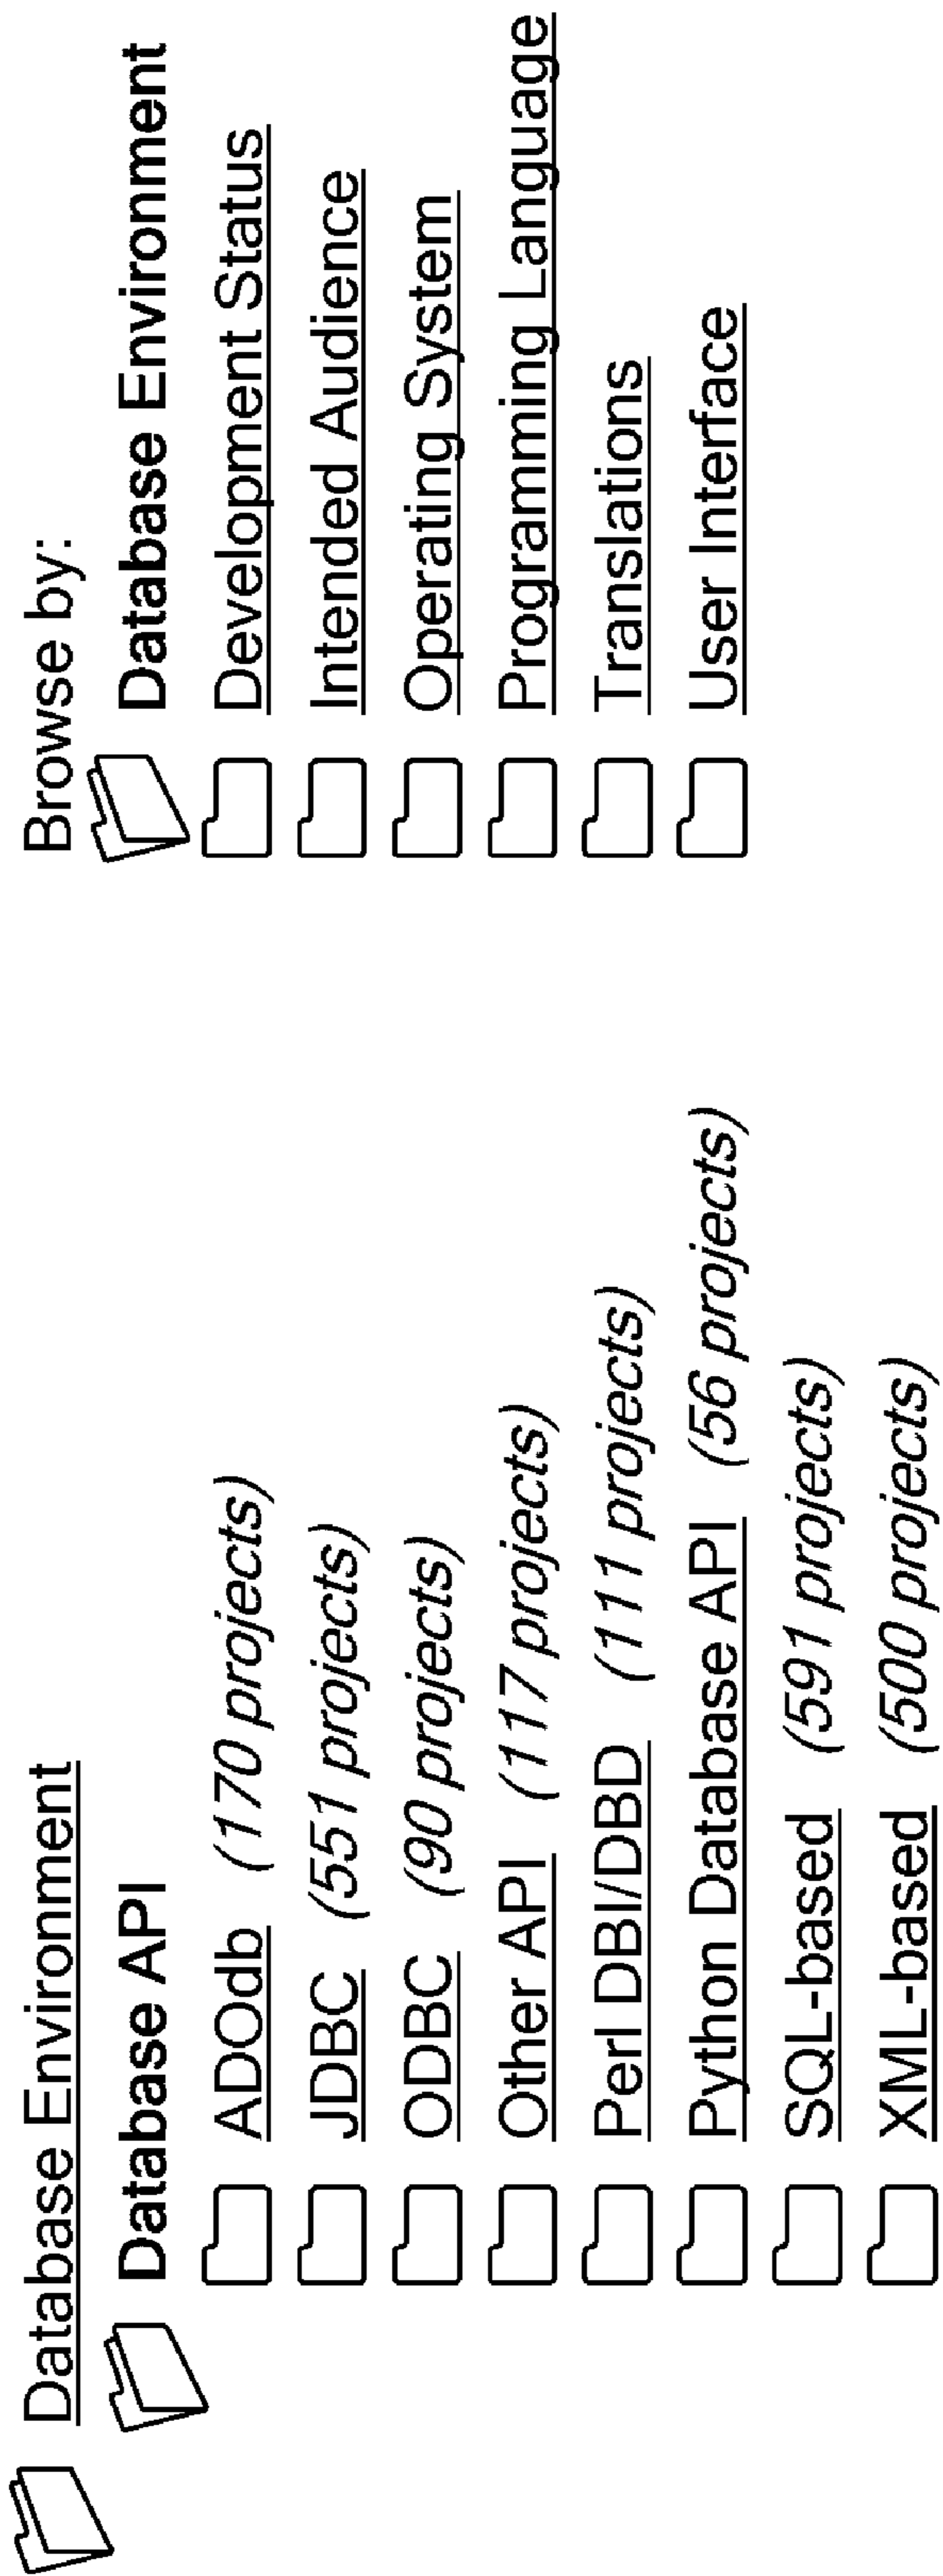 Database Environment
Database API
ADOdb (170 projects)
JDBC (551 projects)
ODBC (90 projects)
Other API (117 projects)
Perl DBI/DBD (111 projects)
Python Database API (56 projects)
SQL-based (591 projects)
XML-based (500 projects)
Browse by:
Database Environment
Development Status
Intended Audience
Operating System
Programming Language
Translations
User Interface